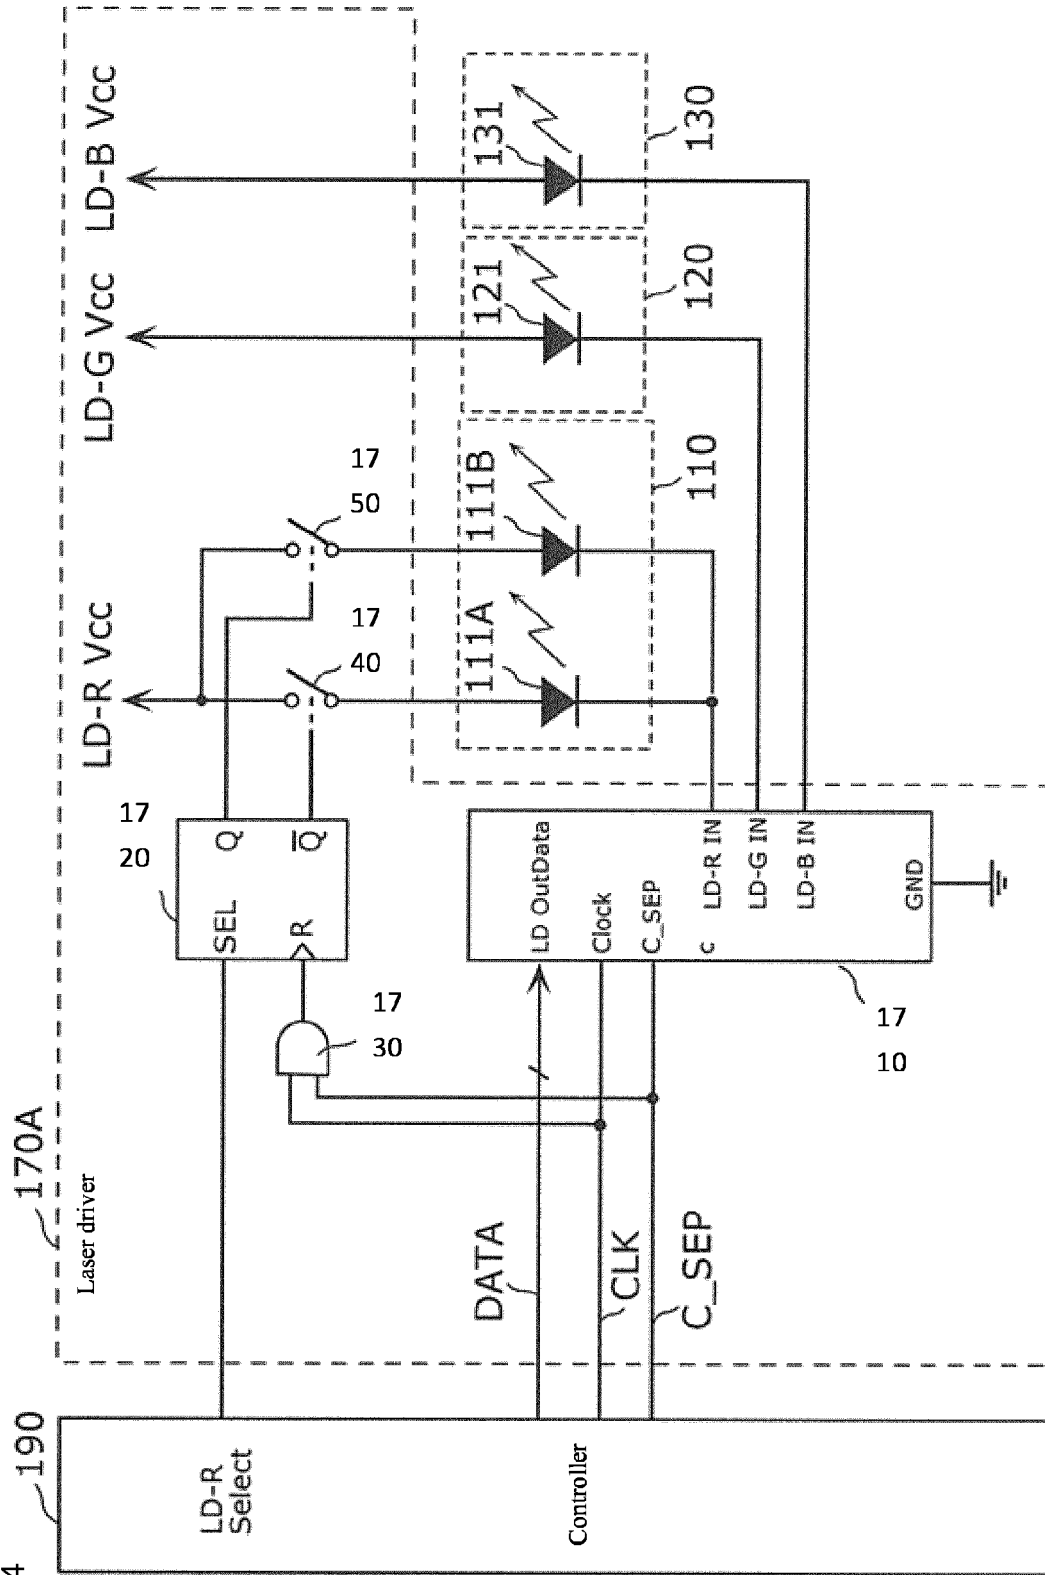 4
190
LD-R
Select
Controller
170A
Laser driver
LD-R Vcc
LD-G Vcc
LD-B Vcc
17
20
SEL
R
Q
Q̅
17
30
17
40
17
50
111A
111B
110
121
120
131
130
DATA
CLK
C_SEP
LD OutData
Clock
C_SEP
c
LD-R IN
LD-G IN
LD-B IN
GND
17
10